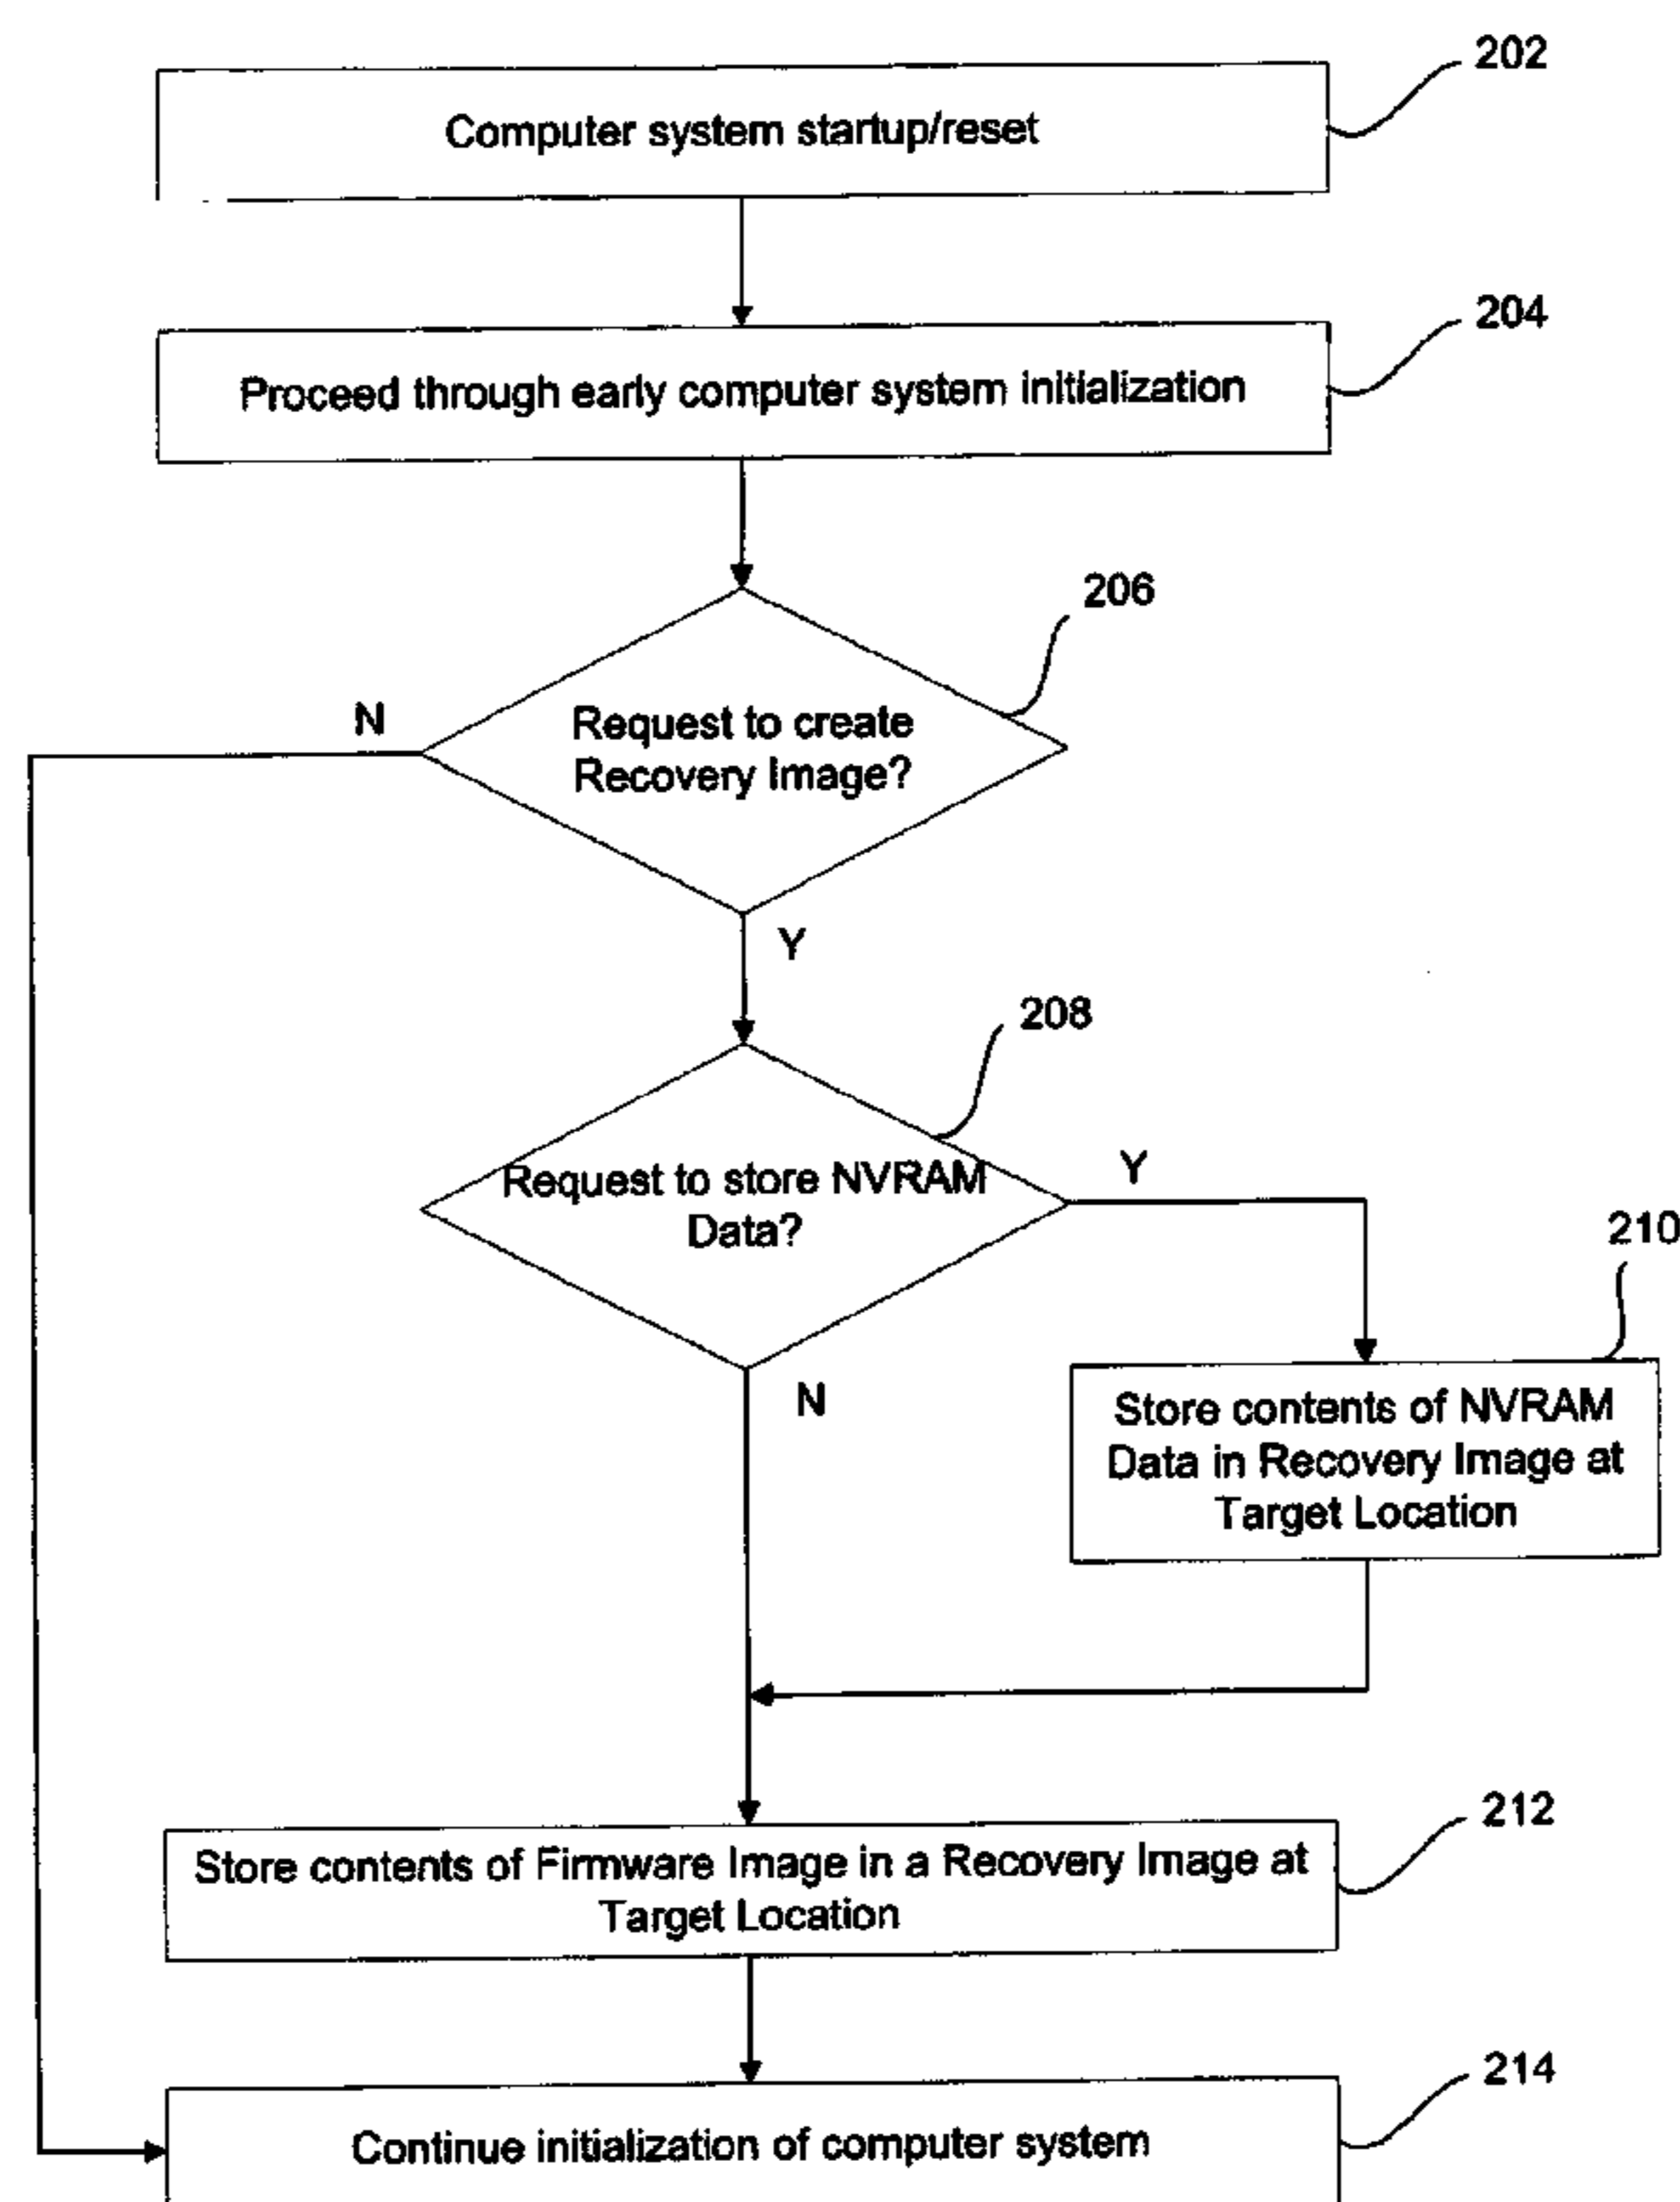 202
Computer system startup/reset
204
Proceed through early computer system initialization
206
Request to create
Recovery Image?
N
Y
208
Request to store NVRAM
Data?
Y
N
210
Store contents of NVRAM
Data in Recovery Image at
Target Location
212
Store contents of Firmware Image in a Recovery Image at
Target Location
214
Continue initialization of computer system